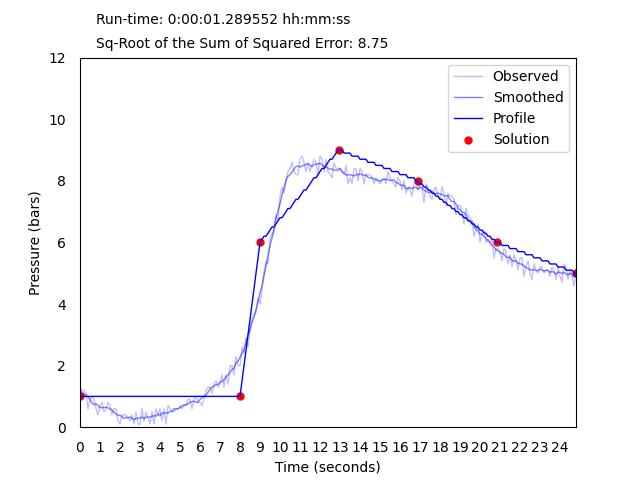 Run-time: 0:00:01.289552 hh:mm:ss
Sq-Root of the Sum of Squared Error: 8.75
12
10
8
6
4
2
0
Pressure (bars)
Observed
Smoothed
Profile
Solution
0 1 2 3 4 5 6 7 8 9 10 11 12 13 14 15 16 17 18 19 20 21 22 23 24
Time (seconds)